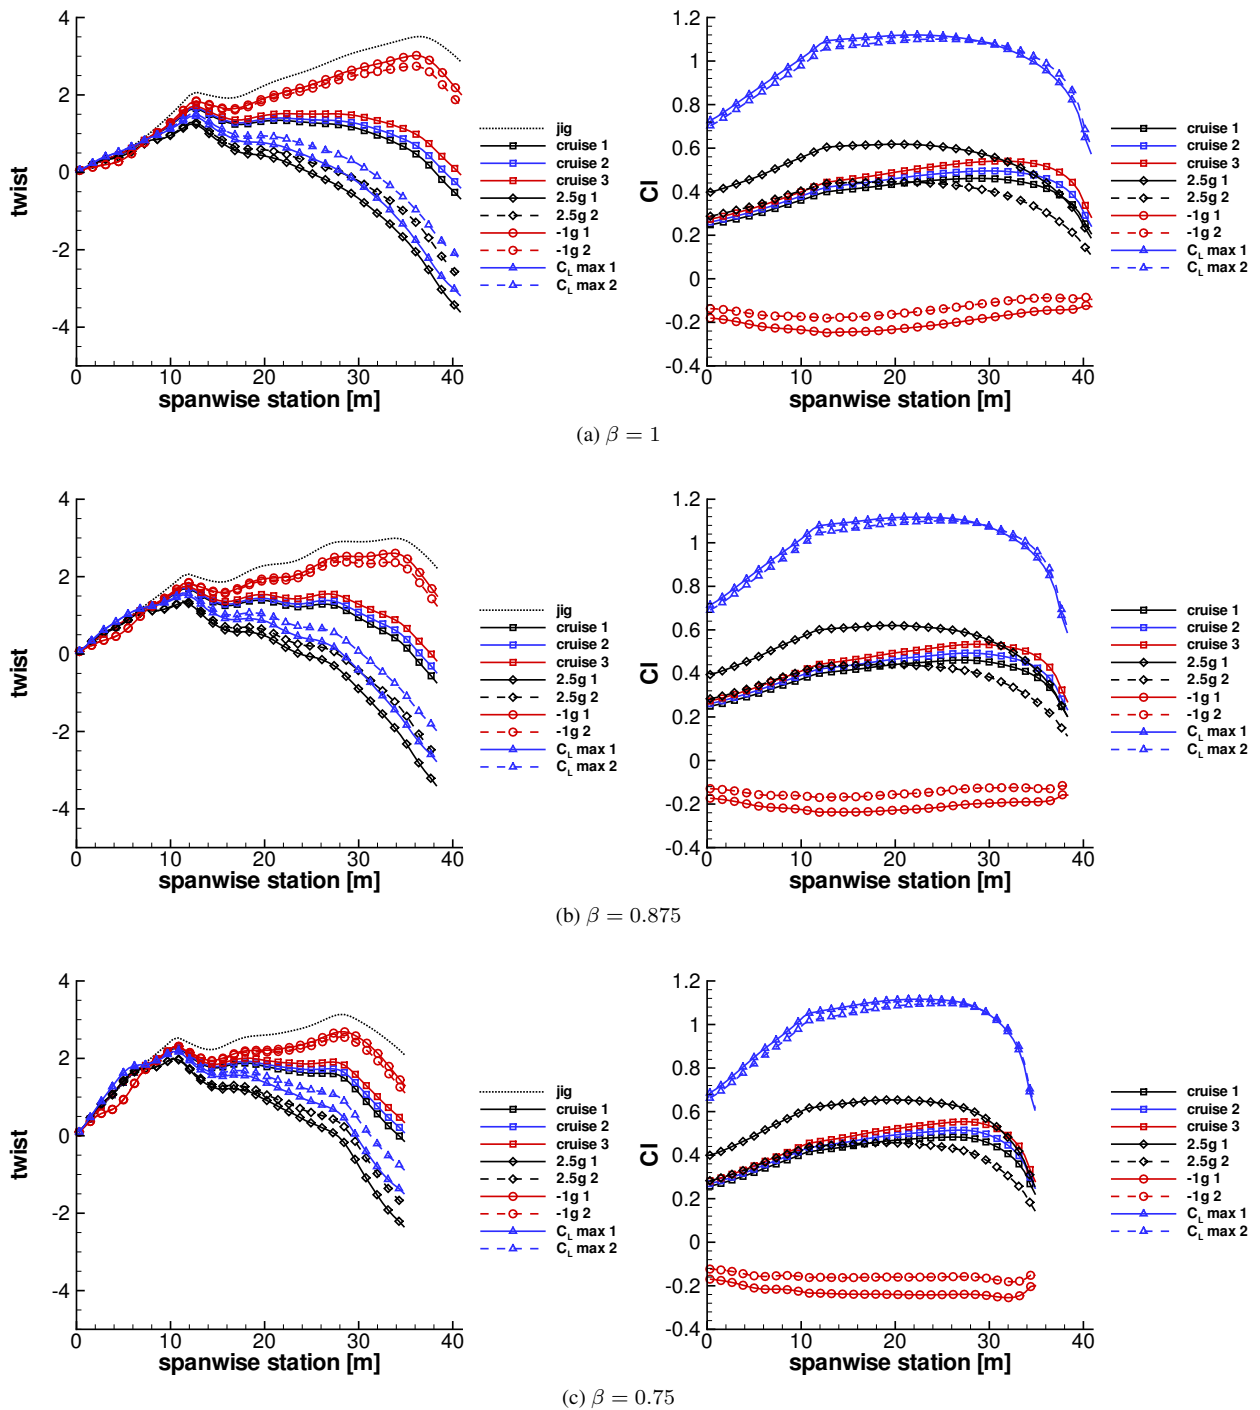 4
2
0
-2
-4
twist
0 10 20 30 40
spanwise station [m]
jig
cruise 1
cruise 2
cruise 3
2.5g 1
2.5g 2
-1g 1
-1g 2
C_L max 1
C_L max 2
1.2
1
0.8
0.6
0.4
0.2
0
-0.2
-0.4
Cl
0 10 20 30 40
spanwise station [m]
cruise 1
cruise 2
cruise 3
2.5g 1
2.5g 2
-1g 1
-1g 2
C_L max 1
C_L max 2
(a) β = 1
4
2
0
-2
-4
twist
0 10 20 30 40
spanwise station [m]
jig
cruise 1
cruise 2
cruise 3
2.5g 1
2.5g 2
-1g 1
-1g 2
C_L max 1
C_L max 2
1.2
1
0.8
0.6
0.4
0.2
0
-0.2
-0.4
Cl
0 10 20 30 40
spanwise station [m]
cruise 1
cruise 2
cruise 3
2.5g 1
2.5g 2
-1g 1
-1g 2
C_L max 1
C_L max 2
(b) β = 0.875
4
2
0
-2
-4
twist
0 10 20 30 40
spanwise station [m]
jig
cruise 1
cruise 2
cruise 3
2.5g 1
2.5g 2
-1g 1
-1g 2
C_L max 1
C_L max 2
1.2
1
0.8
0.6
0.4
0.2
0
-0.2
-0.4
Cl
0 10 20 30 40
spanwise station [m]
cruise 1
cruise 2
cruise 3
2.5g 1
2.5g 2
-1g 1
-1g 2
C_L max 1
C_L max 2
(c) β = 0.75